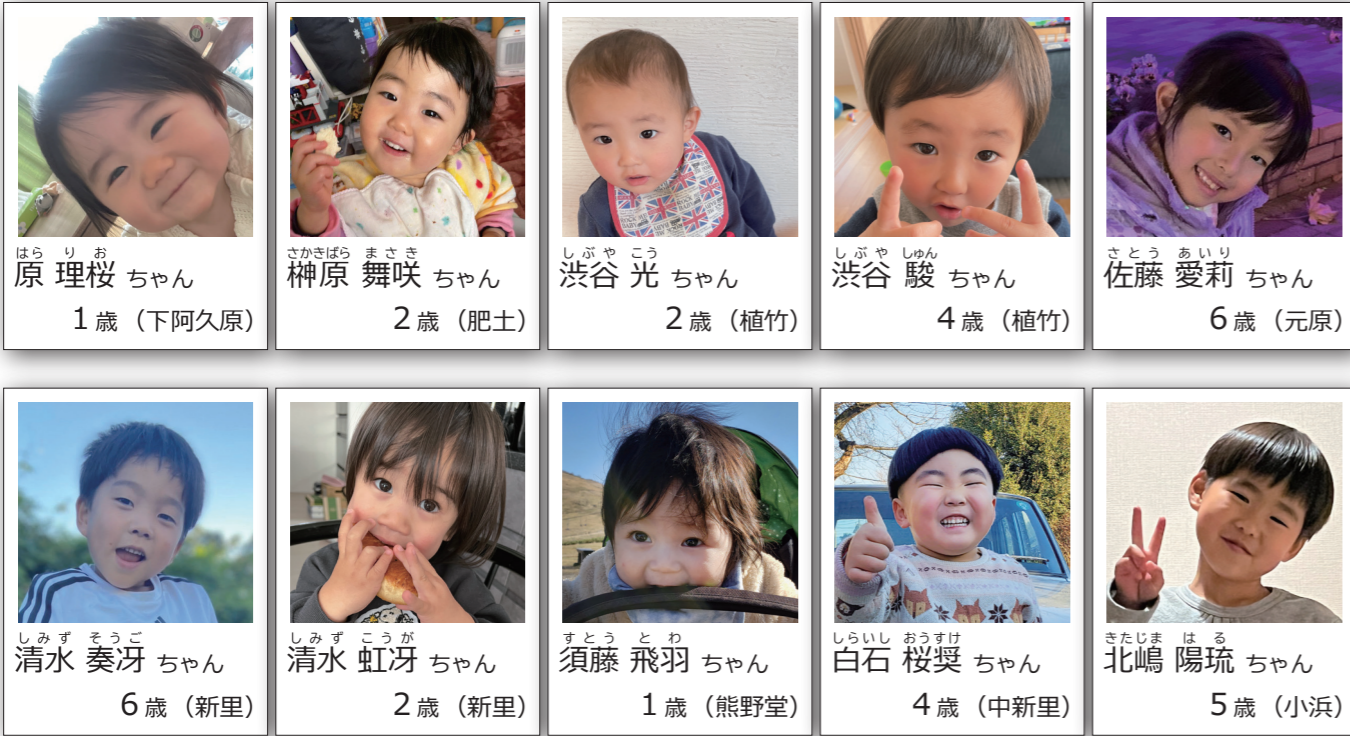 はら り お
原 理桜 ちゃん
1歳（下阿久原）
さかきばら ま さ き
榊原 舞咲 ちゃん
2歳（肥土）
し ぶ や こう
渋谷 光 ちゃん
2歳（植竹）
し ぶ や しゅん
渋谷 駿 ちゃん
4歳（植竹）
さ と う あ い り
佐藤 愛莉 ちゃん
6歳（元原）
し み ず そ う ご
清水 奏冴 ちゃん
6歳（新里）
し み ず こ う が
清水 虹冴 ちゃん
2歳（新里）
す と う と わ
須藤 飛羽 ちゃん
1歳（熊野堂）
しらいし おうすけ
白石 桜奨 ちゃん
4歳（中新里）
きたじま は る
北嶋 陽琉 ちゃん
5歳（小浜）